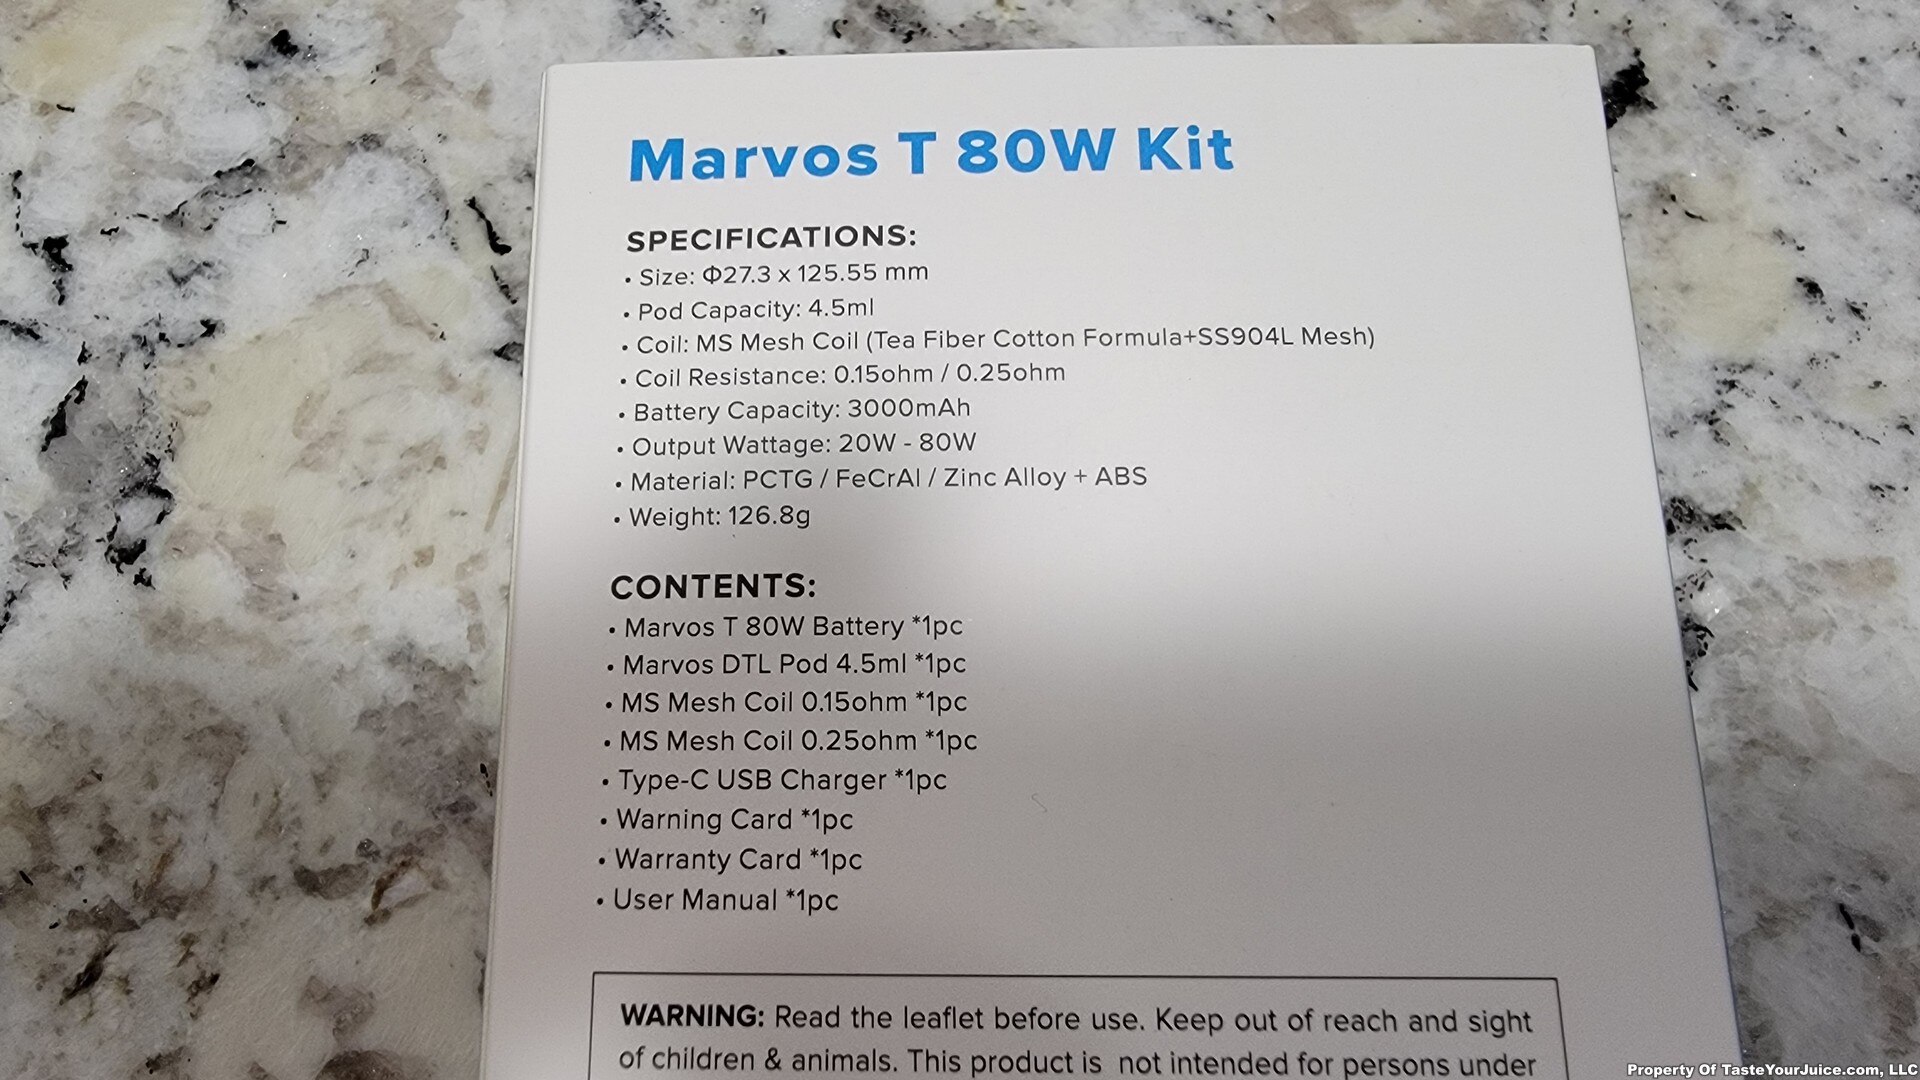 Marvos T 80W Kit
SPECIFICATIONS:
• Size: Φ27.3 x 125.55 mm
• Pod Capacity: 4.5ml
• Coil: MS Mesh Coil (Tea Fiber Cotton Formula+SS904L Mesh)
• Coil Resistance: 0.15ohm / 0.25ohm
• Battery Capacity: 3000mAh
• Output Wattage: 20W - 80W
• Material: PCTG / FeCrAl / Zinc Alloy + ABS
• Weight: 126.8g
CONTENTS:
• Marvos T 80W Battery *1pc
• Marvos DTL Pod 4.5ml *1pc
• MS Mesh Coil 0.15ohm *1pc
• MS Mesh Coil 0.25ohm *1pc
• Type-C USB Charger *1pc
• Warning Card *1pc
• Warranty Card *1pc
• User Manual *1pc
WARNING: Read the leaflet before use. Keep out of reach and sight
of children & animals. This product is not intended for persons under
Property Of TasteYourJuice.com, LLC